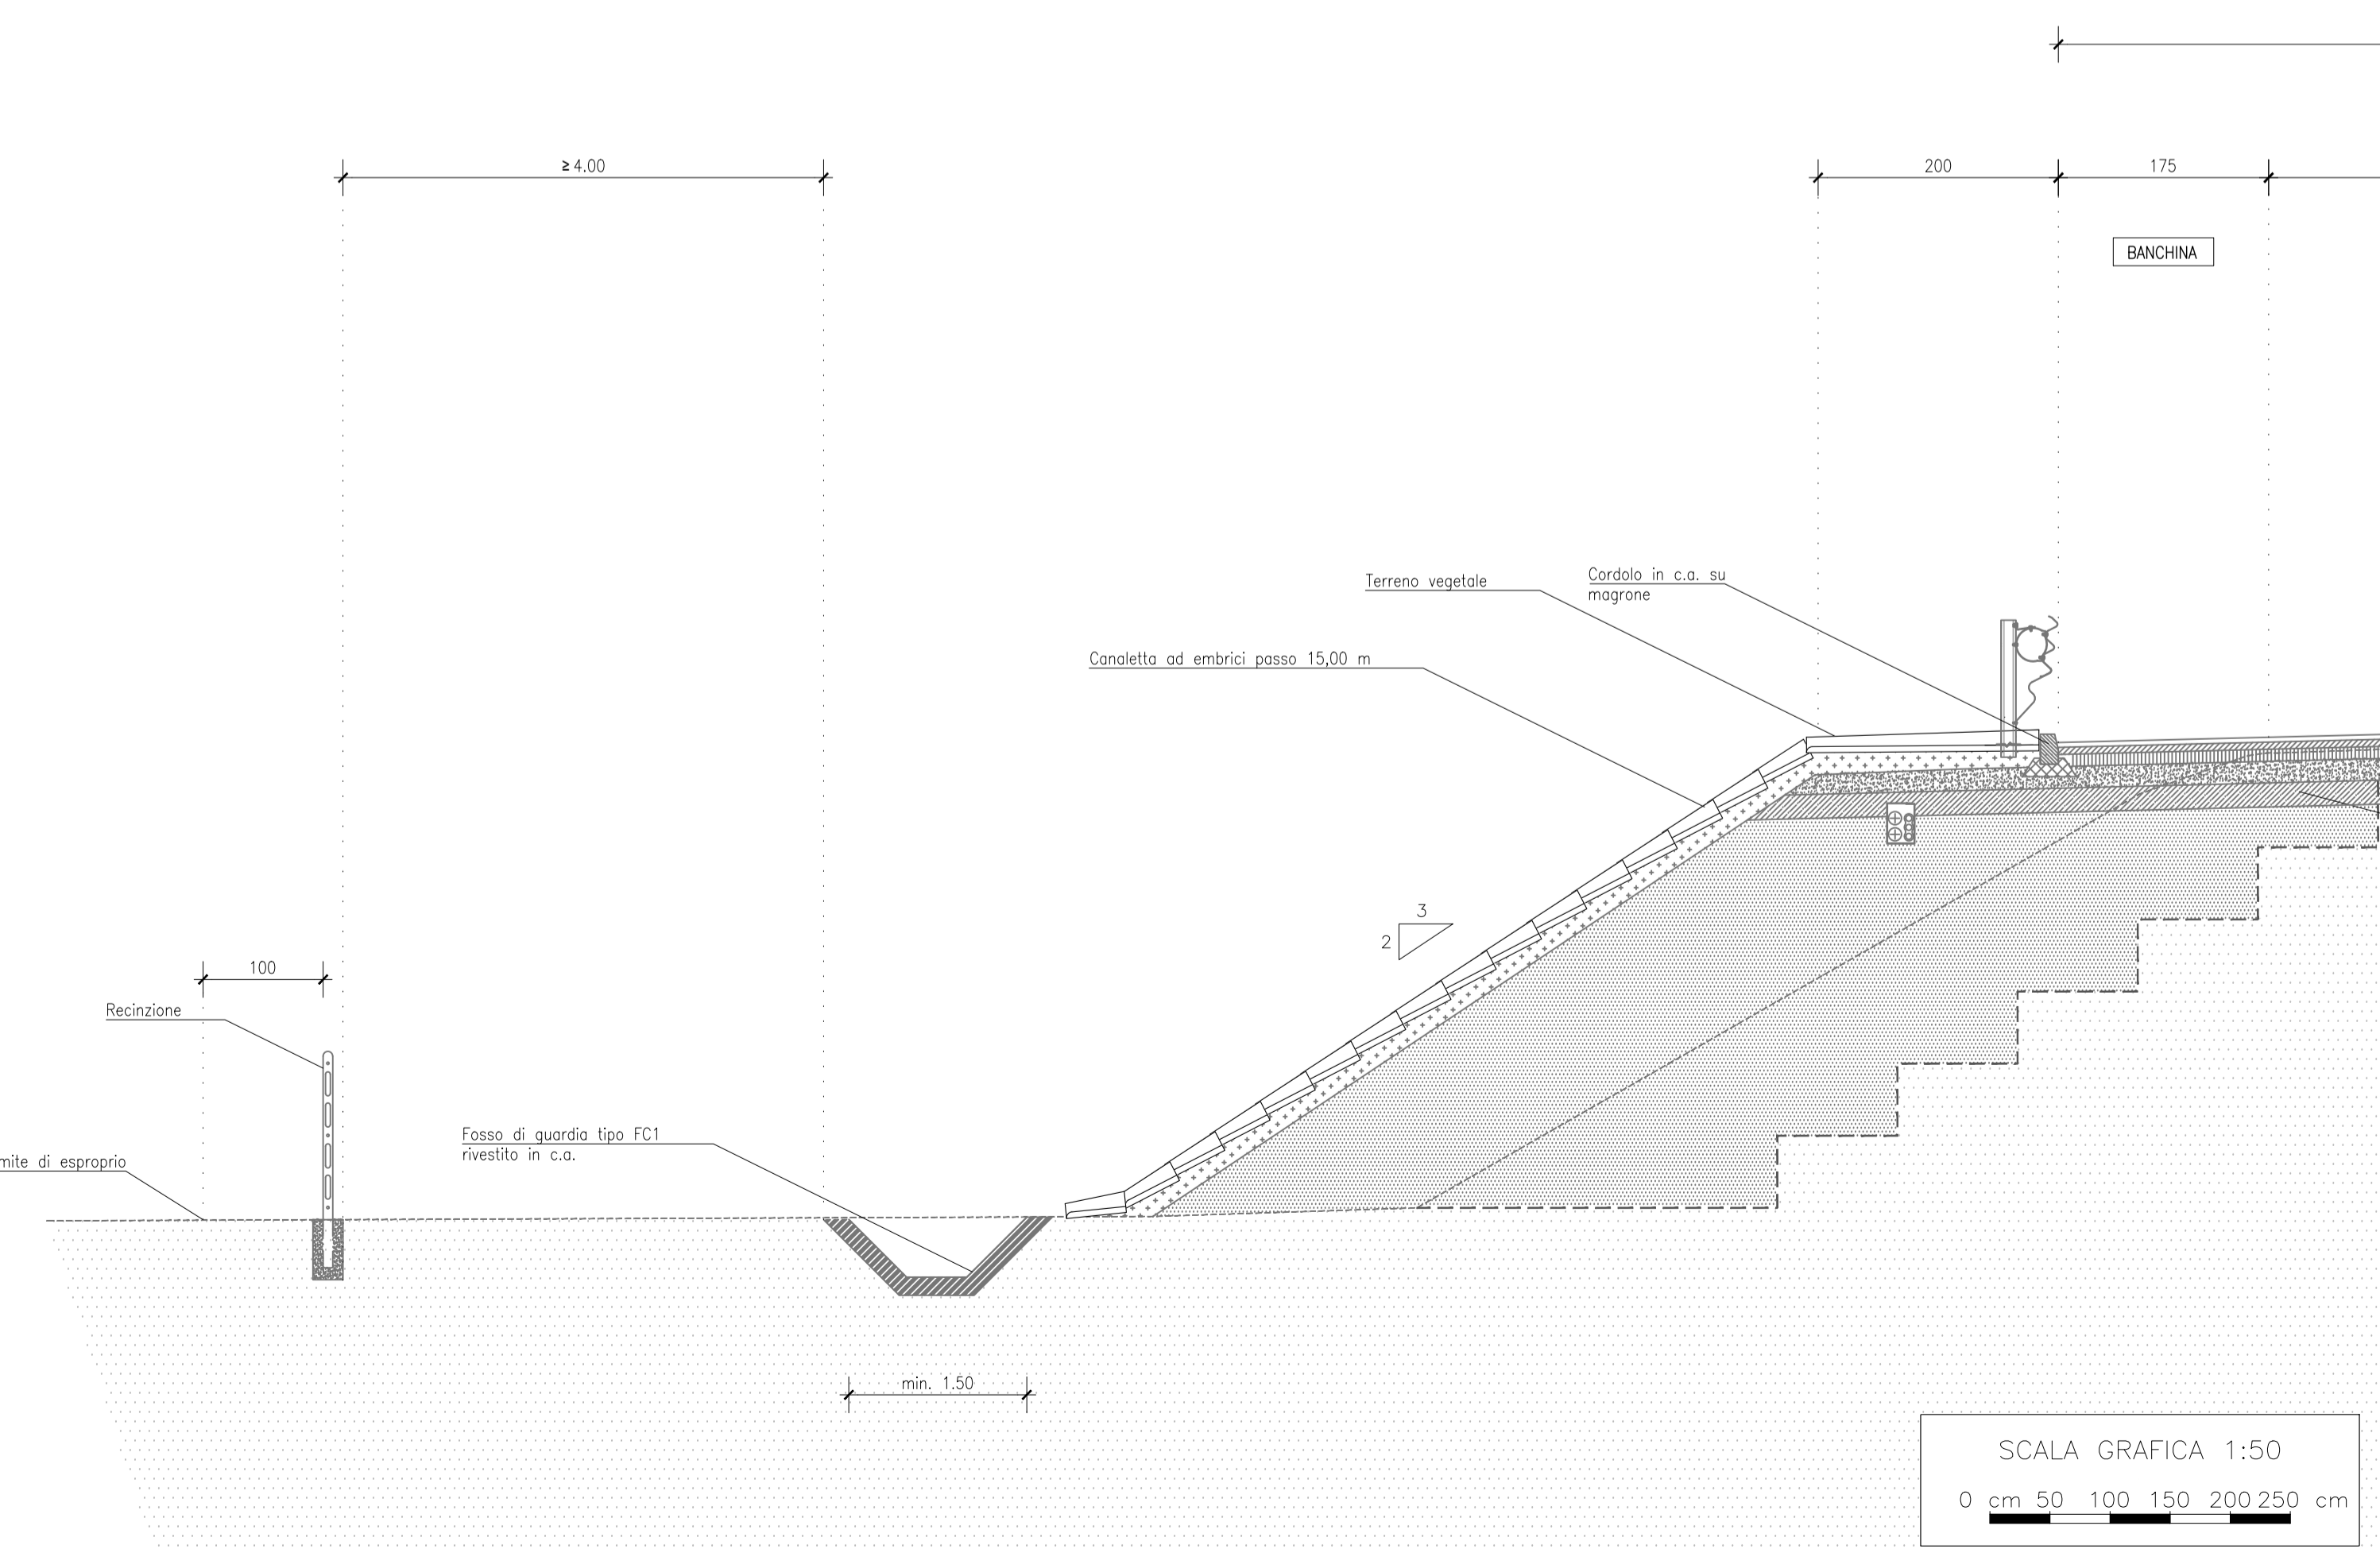 ≥ 4.00
200
175
BANCHINA
Terreno vegetale
Cordolo in c.a. su
magrone
Canaletta ad embrici passo 15,00 m
3
2
100
Recinzione
Fosso di guardia tipo FC1
rivestito in c.a.
di esproprio
min. 1.50
SCALA GRAFICA 1:50
0 cm 50 100 150 200 250 cm